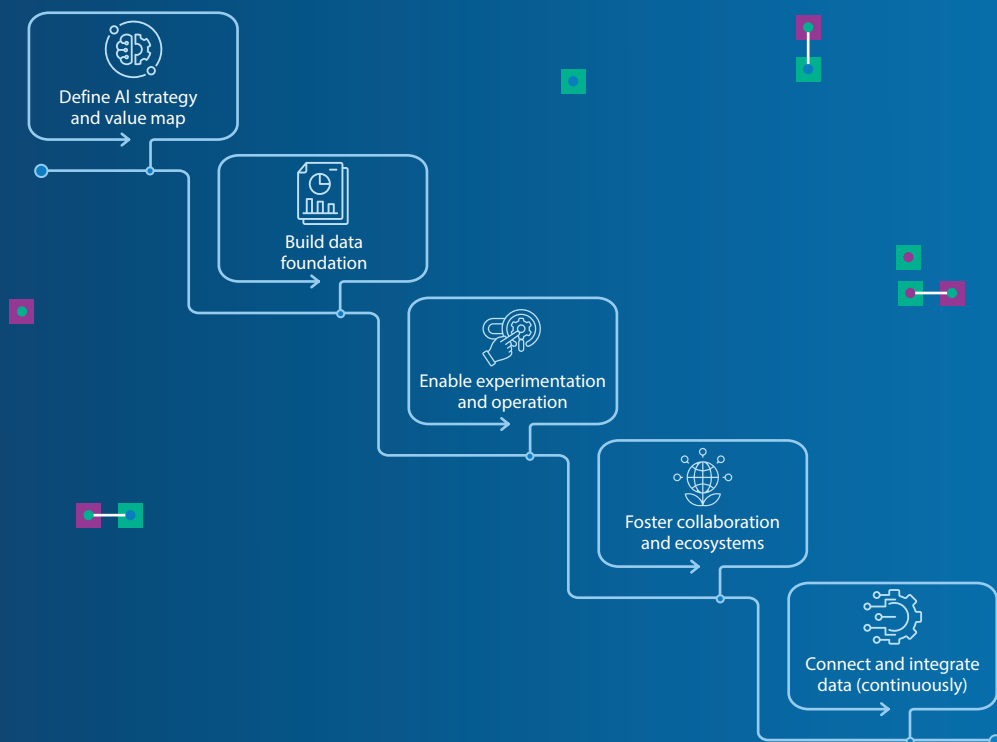 Define AI strategy
and value map
Build data
foundation
Enable experimentation
and operation
Foster collaboration
and ecosystems
Connect and integrate
data (continuously)